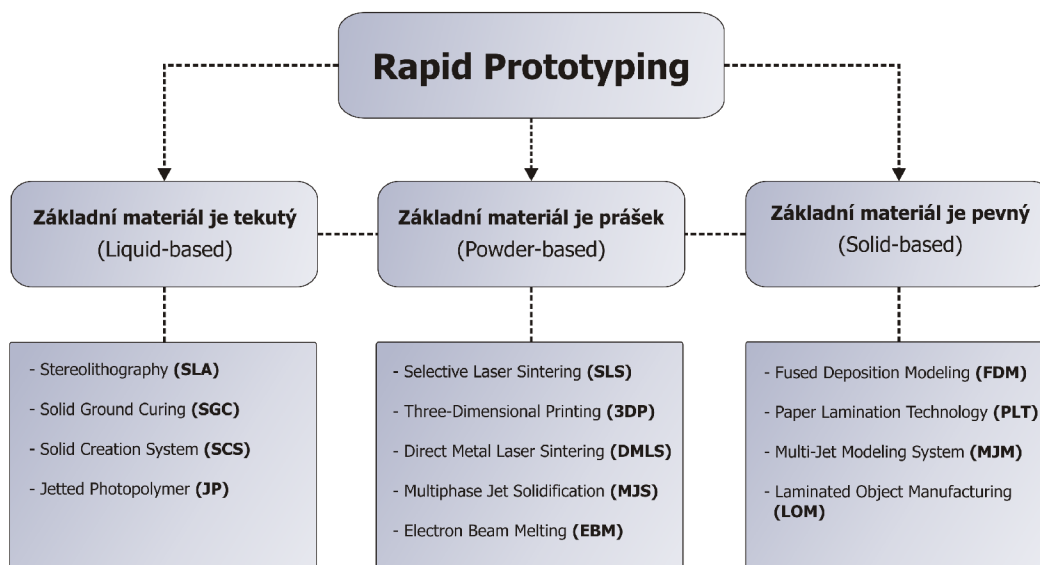 Rapid Prototyping
Základní materiál je tekutý
(Liquid-based)
Základní materiál je prášek
(Powder-based)
Základní materiál je pevný
(Solid-based)
- Stereolithography (SLA)
- Solid Ground Curing (SGC)
- Solid Creation System (SCS)
- Jetted Photopolymer (JP)
- Selective Laser Sintering (SLS)
- Three-Dimensional Printing (3DP)
- Direct Metal Laser Sintering (DMLS)
- Multiphase Jet Solidification (MJS)
- Electron Beam Melting (EBM)
- Fused Deposition Modeling (FDM)
- Paper Lamination Technology (PLT)
- Multi-Jet Modeling System (MJM)
- Laminated Object Manufacturing
(LOM)